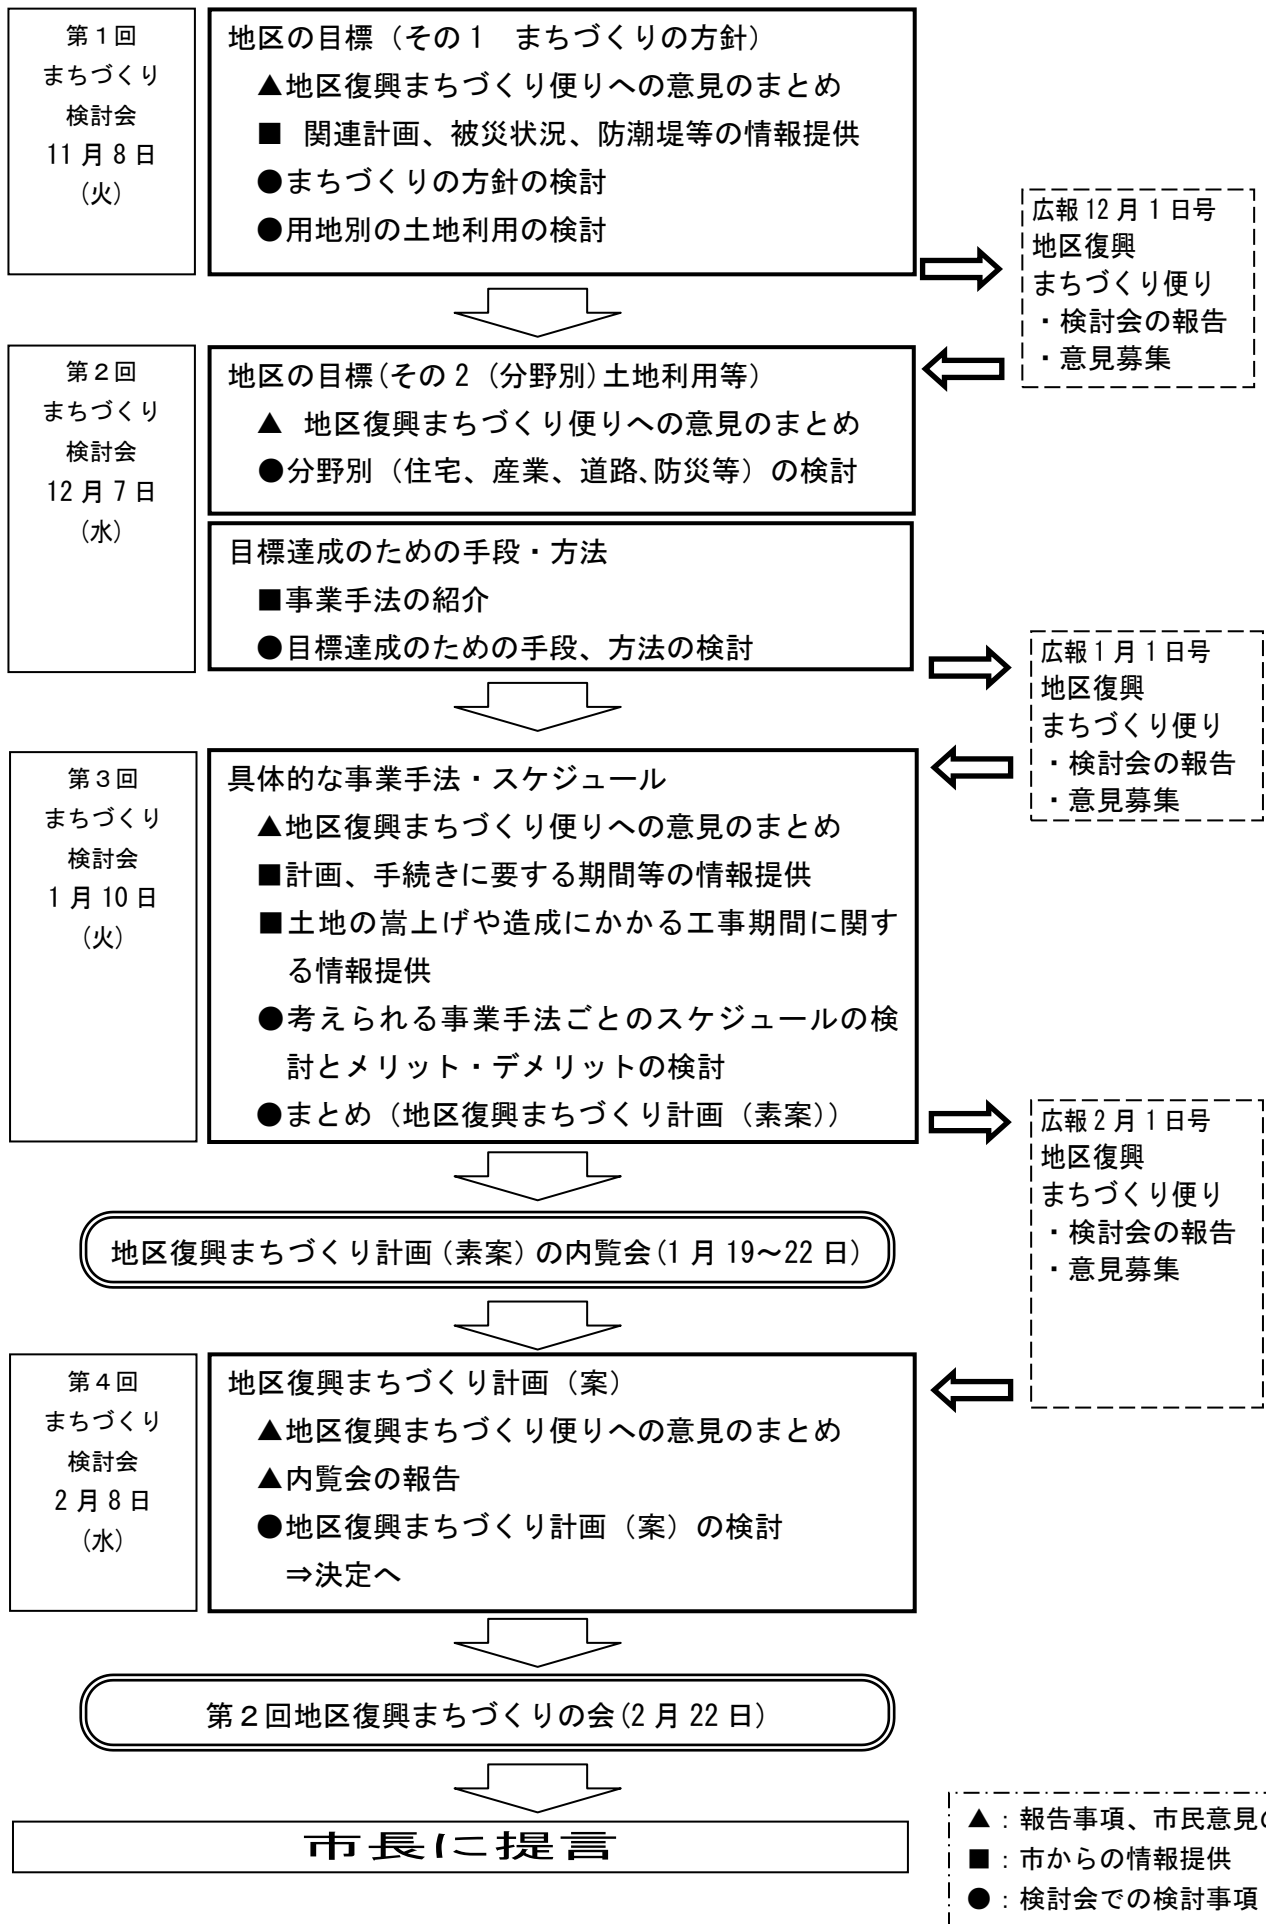 第１回
まちづくり
検討会
11月8日
(火)
地区の目標（その1　まちづくりの方針）
▲地区復興まちづくり便りへの意見のまとめ
■ 関連計画、被災状況、防潮堤等の情報提供
●まちづくりの方針の検討
●用地別の土地利用の検討
広報12月1日号
地区復興
まちづくり便り
・検討会の報告
・意見募集
第２回
まちづくり
検討会
12月7日
(水)
地区の目標(その2（分野別)土地利用等）
▲ 地区復興まちづくり便りへの意見のまとめ
●分野別（住宅、産業、道路､防災等）の検討
目標達成のための手段・方法
■事業手法の紹介
●目標達成のための手段、方法の検討
広報1月1日号
地区復興
まちづくり便り
・検討会の報告
・意見募集
第３回
まちづくり
検討会
1月10日
(火)
具体的な事業手法・スケジュール
▲地区復興まちづくり便りへの意見のまとめ
■計画、手続きに要する期間等の情報提供
■土地の嵩上げや造成にかかる工事期間に関す
る情報提供
●考えられる事業手法ごとのスケジュールの検
討とメリット・デメリットの検討
●まとめ（地区復興まちづくり計画（素案））
広報2月1日号
地区復興
まちづくり便り
・検討会の報告
・意見募集
地区復興まちづくり計画（素案）の内覧会(1月19～22日)
第４回
まちづくり
検討会
2月8日
(水)
地区復興まちづくり計画（案）
▲地区復興まちづくり便りへの意見のまとめ
▲内覧会の報告
●地区復興まちづくり計画（案）の検討
⇒決定へ
第２回地区復興まちづくりの会(2月22日)
市長に提言
▲：報告事項、市民意見
■：市からの情報提供
●：検討会での検討事項